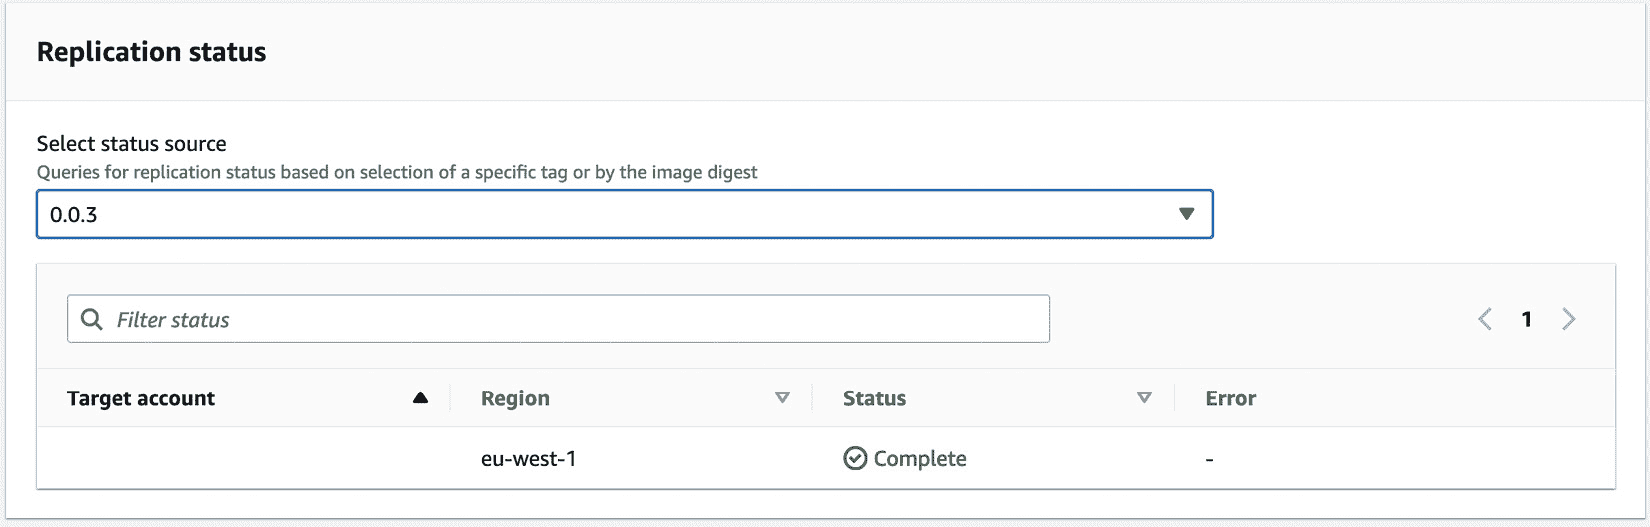 Replication status
Select status source
Queries for replication status based on selection of a specific tag or by the image digest
0.0.3
Filter status
1
Target account Region Status Error
eu-west-1 Complete -